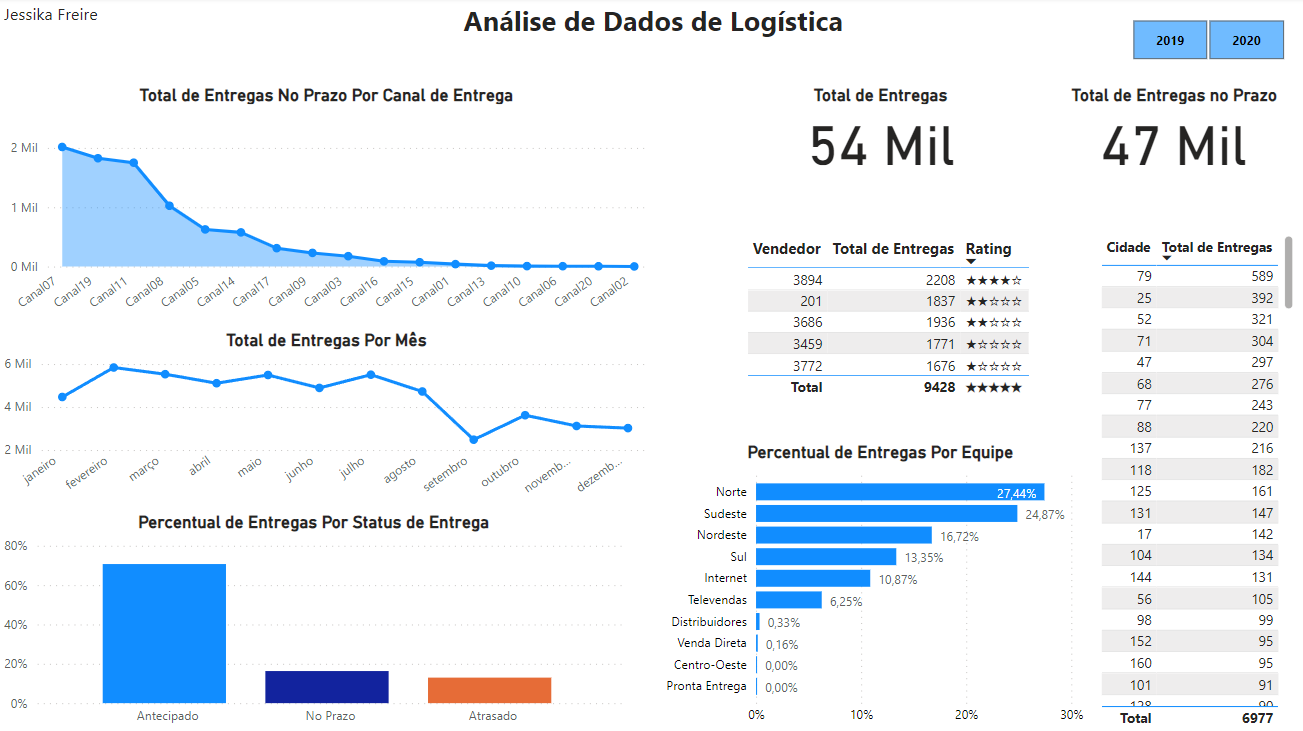 Jessika Freire
Análise de Dados de Logística
2019 2020
Total de Entregas No Prazo Por Canal de Entrega
2 Mil
1 Mil
0 Mil
Canal07 Canal19 Canal11 Canal08 Canal05 Canal14 Canal17 Canal09 Canal03 Canal16 Canal15 Canal01 Canal13 Canal10 Canal06 Canal20 Canal02
Total de Entregas Por Mês
6 Mil
4 Mil
2 Mil
janeiro fevereiro março abril maio junho julho agosto setembro outubro novemb... dezemb...
Percentual de Entregas Por Status de Entrega
80%
60%
40%
20%
0%
Antecipado No Prazo Atrasado
Total de Entregas
54 Mil
Total de Entregas no Prazo
47 Mil
Vendedor Total de Entregas Rating
3894 2208 ★★★★☆
201 1837 ★★☆☆☆
3686 1936 ★★☆☆☆
3459 1771 ★☆☆☆☆
3772 1676 ★☆☆☆☆
Total 9428 ★★★★★
Percentual de Entregas Por Equipe
Norte 27,44%
Sudeste 24,87%
Nordeste 16,72%
Sul 13,35%
Internet 10,87%
Televendas 6,25%
Distribuidores 0,33%
Venda Direta 0,16%
Centro-Oeste 0,00%
Pronta Entrega 0,00%
0% 10% 20% 30%
Cidade Total de Entregas
79 589
25 392
52 321
71 304
47 297
68 276
77 243
88 220
137 216
118 182
125 161
131 147
17 142
104 134
144 131
56 105
98 99
152 95
160 95
101 91
128 90
Total 6977